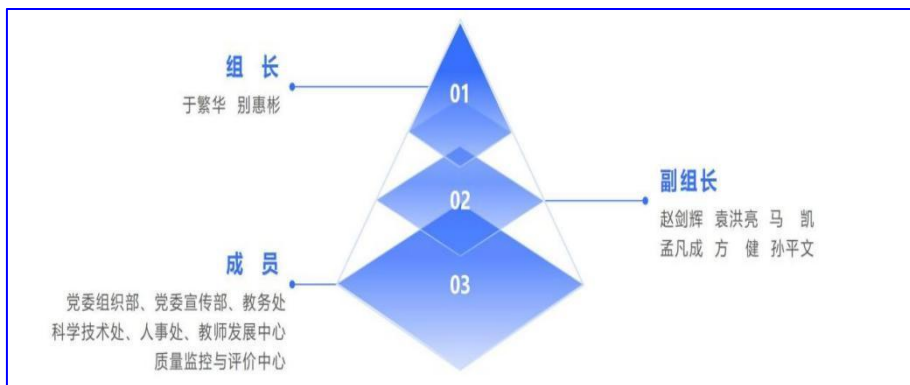 组 长
于繁华 别惠彬
01
副组长
赵剑辉 袁洪亮 马 凯
孟凡成 方 健 孙平文
02
成 员
党委组织部、党委宣传部、教务处
科学技术处、人事处、教师发展中心
质量监控与评价中心
03